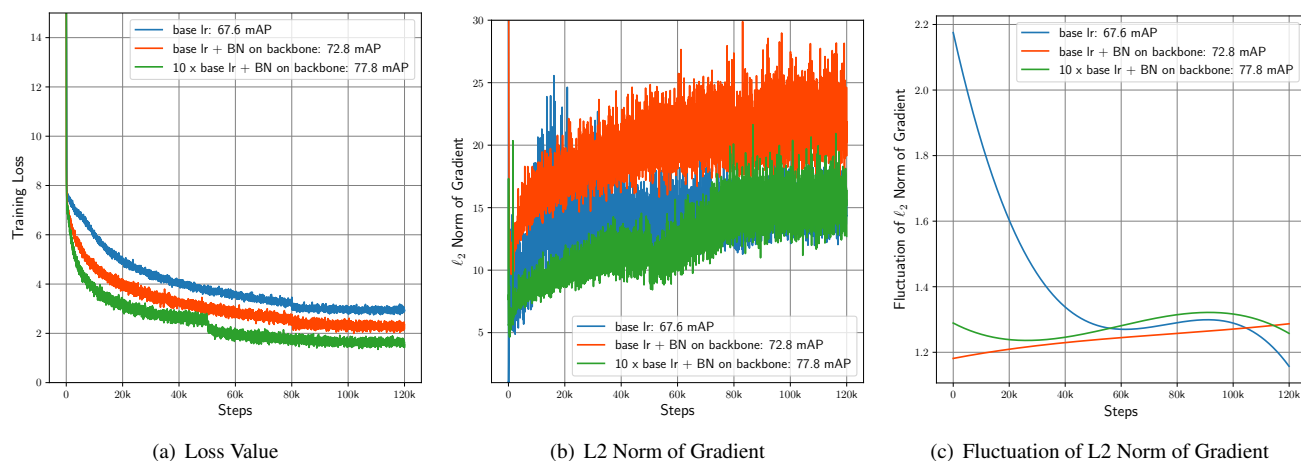 base lr: 67.6 mAP
base lr + BN on backbone: 72.8 mAP
10 x base lr + BN on backbone: 77.8 mAP
14
12
10
8
6
4
2
0
Training Loss
0 20k 40k 60k 80k 100k 120k
Steps
(a) Loss Value
30
25
20
15
10
5
ℓ2 Norm of Gradient
base lr: 67.6 mAP
base lr + BN on backbone: 72.8 mAP
10 x base lr + BN on backbone: 77.8 mAP
0 20k 40k 60k 80k 100k 120k
Steps
(b) L2 Norm of Gradient
base lr: 67.6 mAP
base lr + BN on backbone: 72.8 mAP
10 x base lr + BN on backbone: 77.8 mAP
2.2
2.0
1.8
1.6
1.4
1.2
Fluctuation of ℓ2 Norm of Gradient
0 20k 40k 60k 80k 100k 120k
Steps
(c) Fluctuation of L2 Norm of Gradient